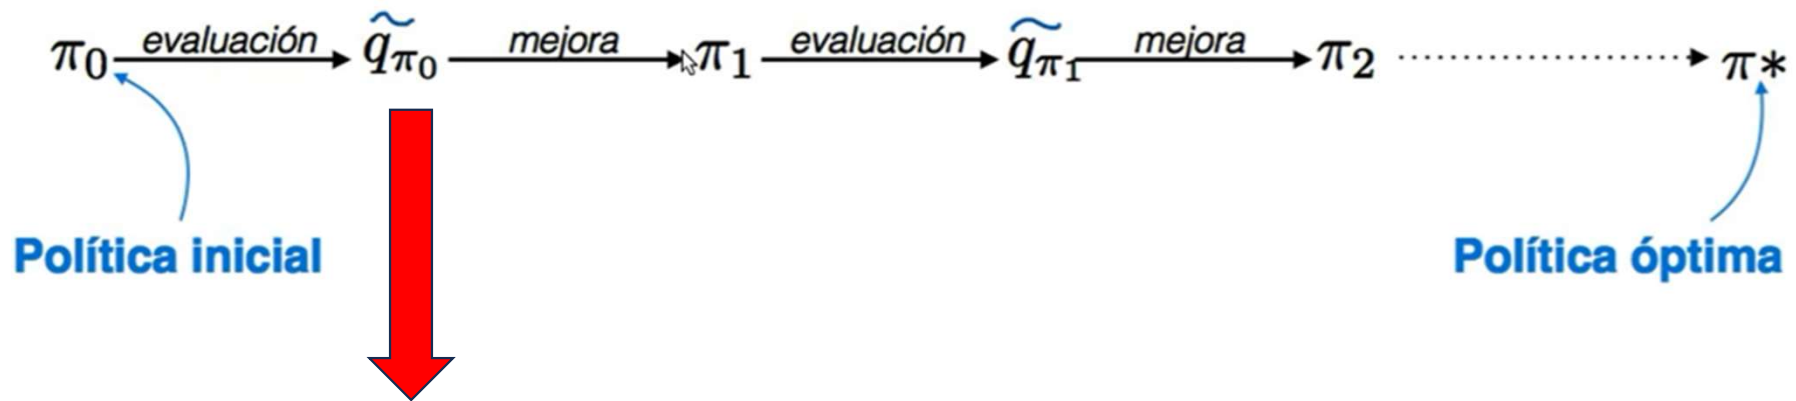 π₀ evaluación q̃π₀ mejora π₁ evaluación q̃π₁ mejora π₂ π*
Política inicial Política óptima